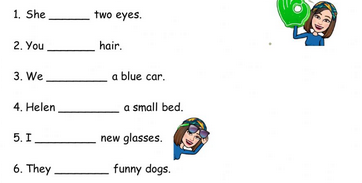 1. She ______ two eyes.
2. You _______ hair.
3. We _________ a blue car.
4. Helen _________ a small bed.
5. I _________ new glasses.
6. They ________ funny dogs.